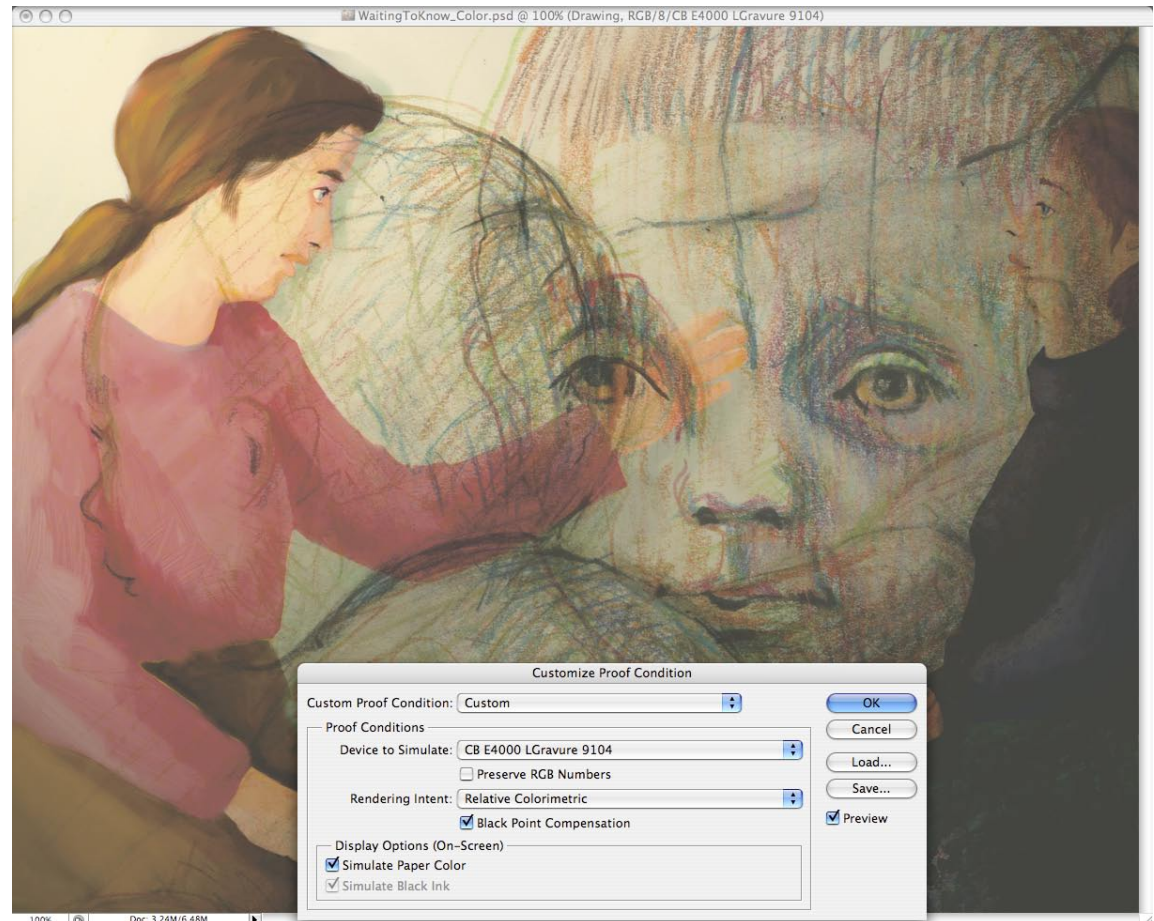 WaitingToKnow_Color.psd @ 100% (Drawing, RGB/8/CB E4000 LGravure 9104)
Customize Proof Condition
Custom Proof Condition: Custom
OK
Proof Conditions
Cancel
Device to Simulate: CB E4000 LGravure 9104
Preserve RGB Numbers
Load...
Rendering Intent: Relative Colorimetric
Save...
Black Point Compensation
Preview
Display Options (On-Screen)
Simulate Paper Color
Simulate Black Ink
100% Doc: 3.24M/6.48M